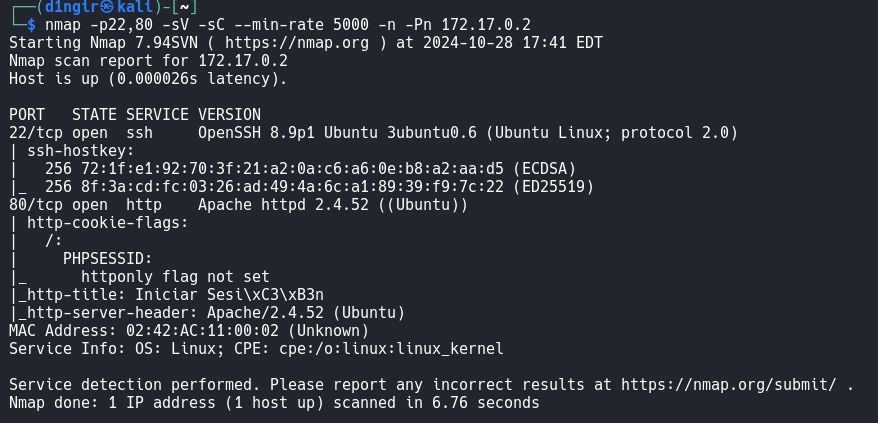 ┌──(d1ngir㉿kali)-[~]
└─$ nmap -p22,80 -sV -sC --min-rate 5000 -n -Pn 172.17.0.2
Starting Nmap 7.94SVN ( https://nmap.org ) at 2024-10-28 17:41 EDT
Nmap scan report for 172.17.0.2
Host is up (0.000026s latency).

PORT   STATE SERVICE VERSION
22/tcp open  ssh     OpenSSH 8.9p1 Ubuntu 3ubuntu0.6 (Ubuntu Linux; protocol 2.0)
| ssh-hostkey:
|   256 72:1f:e1:92:70:3f:21:a2:0a:c6:a6:0e:b8:a2:aa:d5 (ECDSA)
|_  256 8f:3a:cd:fc:03:26:ad:49:4a:6c:a1:89:39:f9:7c:22 (ED25519)
80/tcp open  http    Apache httpd 2.4.52 ((Ubuntu))
| http-cookie-flags:
|   /:
|     PHPSESSID:
|_      httponly flag not set
|_http-title: Iniciar Sesi\xC3\xB3n
|_http-server-header: Apache/2.4.52 (Ubuntu)
MAC Address: 02:42:AC:11:00:02 (Unknown)
Service Info: OS: Linux; CPE: cpe:/o:linux:linux_kernel

Service detection performed. Please report any incorrect results at https://nmap.org/submit/ .
Nmap done: 1 IP address (1 host up) scanned in 6.76 seconds